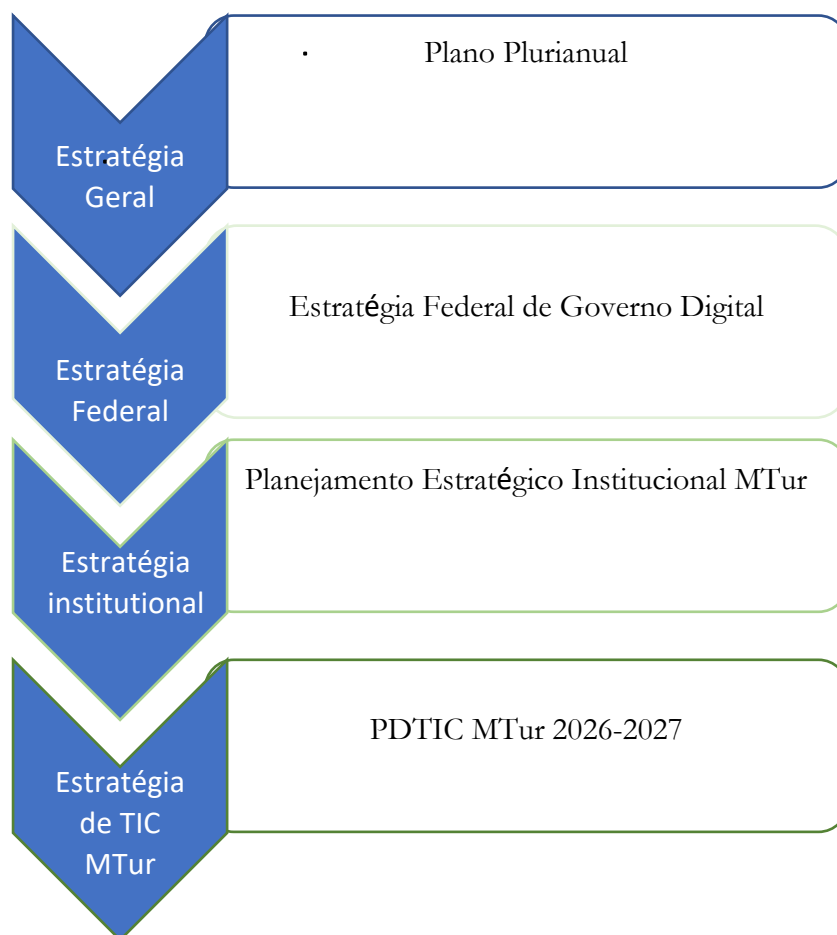 Plano Plurianual
Estratégia
Geral
Estratégia Federal de Governo Digital
Estratégia
Federal
Planejamento Estratégico Institucional MTur
Estratégia
institutional
PDTIC MTur 2026-2027
Estratégia
de TIC
MTur